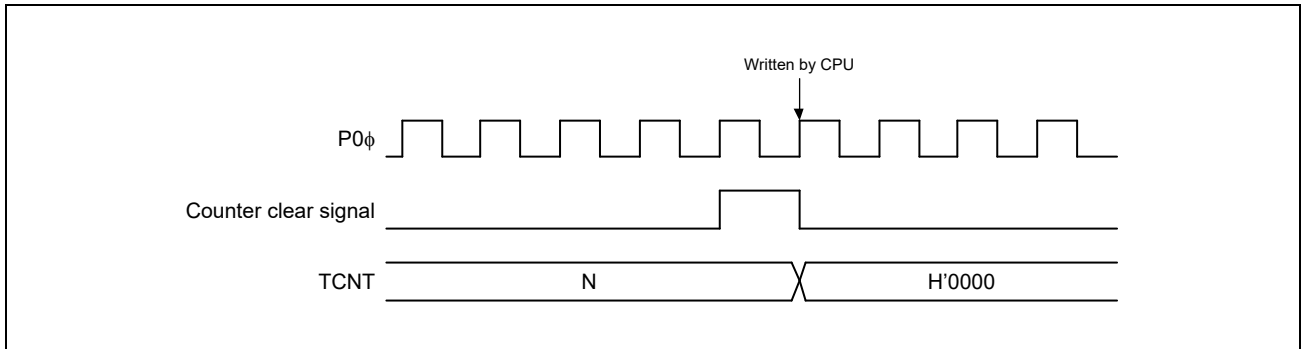 Written by CPU
P0ϕ
Counter clear signal
TCNT N H'0000